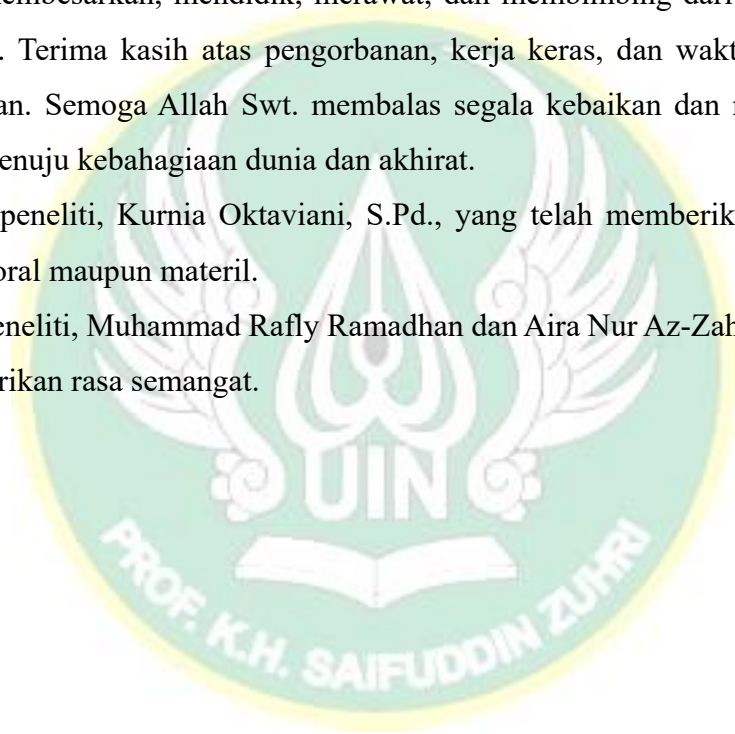 membesarkan, mendidik, merawat, dan membimbing dari
. Terima kasih atas pengorbanan, kerja keras, dan wakt
an. Semoga Allah Swt. membalas segala kebaikan dan
enuju kebahagiaan dunia dan akhirat.
peneliti, Kurnia Oktaviani, S.Pd., yang telah memberik
oral maupun materil.
eneliti, Muhammad Rafly Ramadhan dan Aira Nur Az-Zah
rikan rasa semangat.
UIN
PROF. K.H. SAIFUDDIN ZUHRI